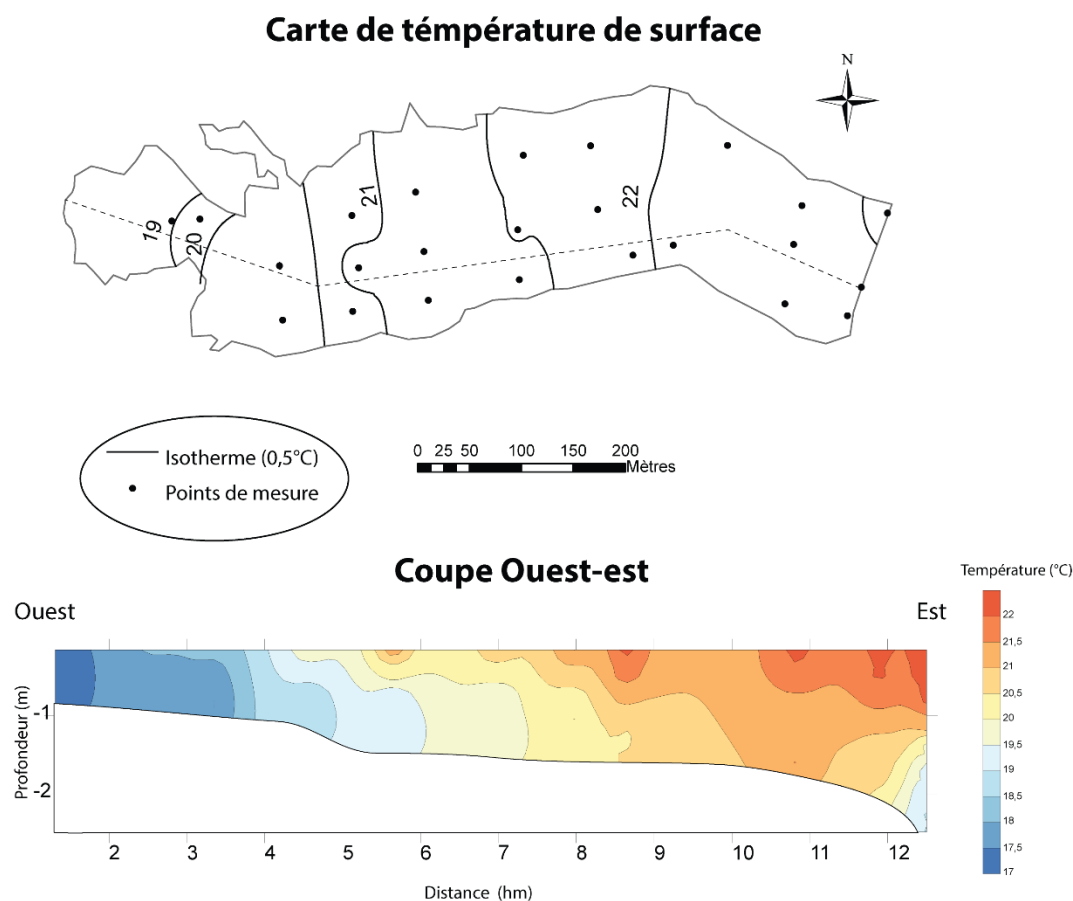 Carte de témpérature de surface
N
19
20
21
22
Isotherme (0,5°C)
Points de mesure
0 25 50 100 150 200
Mètres
Coupe Ouest-est
Température (°C)
Ouest
Est
22
21,5
21
20,5
20
19,5
19
18,5
18
17,5
17
Profondeur (m)
-1
-2
2 3 4 5 6 7 8 9 10 11 12
Distance (hm)